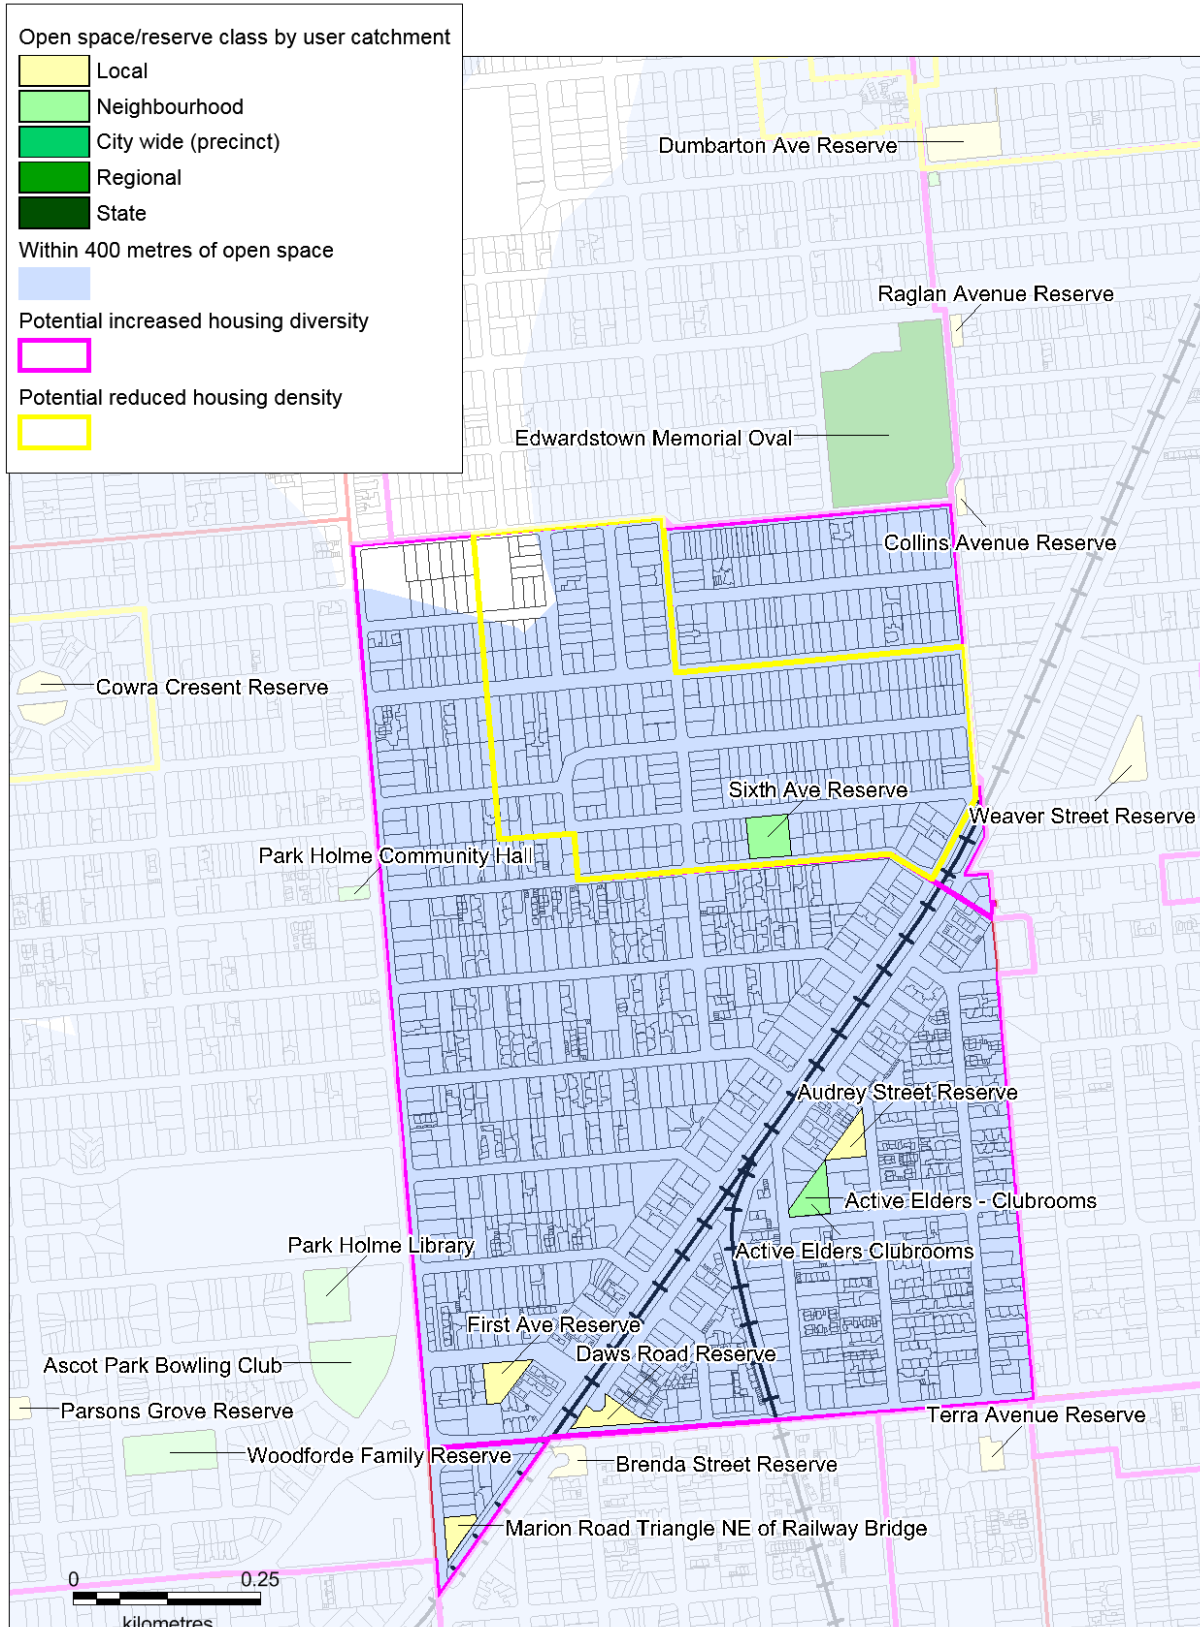 Open space/reserve class by user catchment
Local
Neighbourhood
City wide (precinct)
Regional
State
Within 400 metres of open space
Potential increased housing diversity
Potential reduced housing density
Dumbarton Ave Reserve
Raglan Avenue Reserve
Edwardstown Memorial Oval
Collins Avenue Reserve
Cowra Cresent Reserve
Sixth Ave Reserve
Weaver Street Reserve
Park Holme Community Hall
Audrey Street Reserve
Active Elders - Clubrooms
Park Holme Library
Active Elders Clubrooms
First Ave Reserve
Daws Road Reserve
Ascot Park Bowling Club
Parsons Grove Reserve
Terra Avenue Reserve
Woodforde Family Reserve
Brenda Street Reserve
Marion Road Triangle NE of Railway Bridge
0 0.25
kilometres